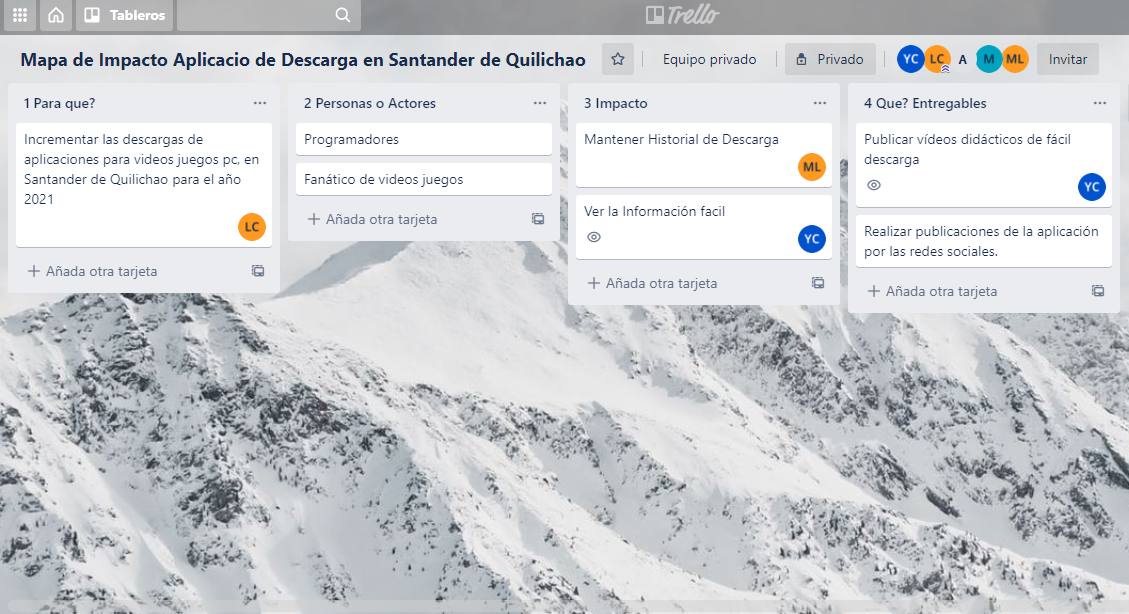 Tableros
Trello
Mapa de Impacto Aplicacio de Descarga en Santander de Quilichao
Equipo privado
Privado
YC
LC
A
M
ML
Invitar
1 Para que?
Incrementar las descargas de
aplicaciones para videos juegos pc, en
Santander de Quilichao para el año
2021
LC
Añada otra tarjeta
2 Personas o Actores
Programadores
Fanático de videos juegos
Añada otra tarjeta
3 Impacto
Mantener Historial de Descarga
ML
Ver la Información facil
YC
Añada otra tarjeta
4 Que? Entregables
Publicar vídeos didácticos de fácil
descarga
YC
Realizar publicaciones de la aplicación
por las redes sociales.
Añada otra tarjeta